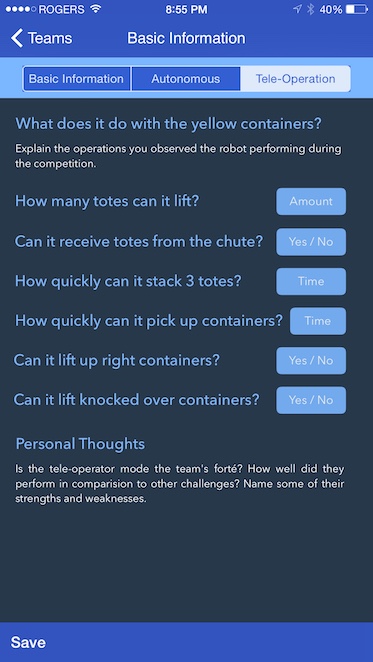 ROGERS 8:55 PM 40%
Teams Basic Information
Basic Information Autonomous Tele-Operation
What does it do with the yellow containers?
Explain the operations you observed the robot performing during
the competition.
How many totes can it lift? Amount
Can it receive totes from the chute? Yes / No
How quickly can it stack 3 totes? Time
How quickly can it pick up containers? Time
Can it lift up right containers? Yes / No
Can it lift knocked over containers? Yes / No
Personal Thoughts
Is the tele-operator mode the team's forté? How well did they
perform in comparision to other challenges? Name some of their
strengths and weaknesses.
Save